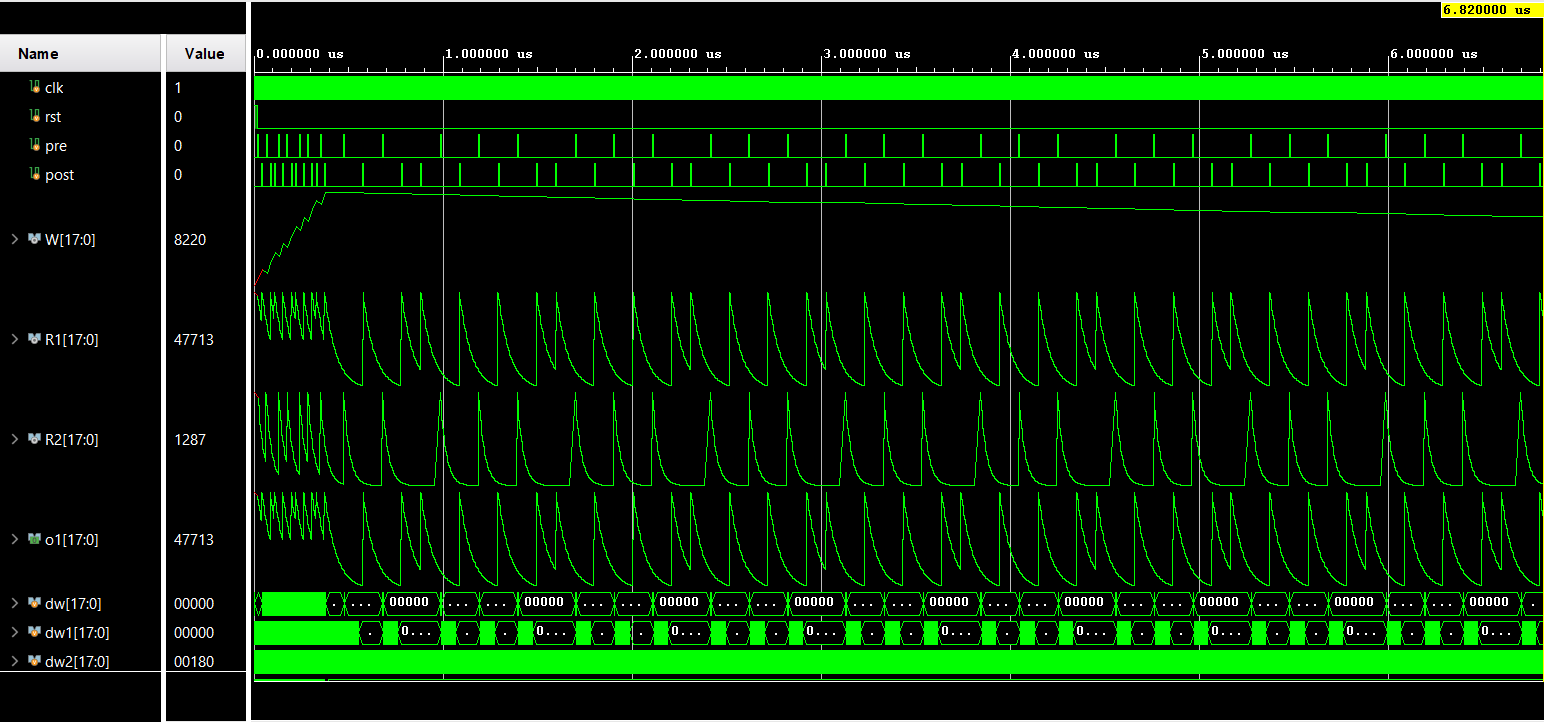 6.820000 us
Name Value
0.000000 us 1.000000 us 2.000000 us 3.000000 us 4.000000 us 5.000000 us 6.000000 us
clk 1
rst 0
pre 0
post 0
W[17:0] 8220
R1[17:0] 47713
R2[17:0] 1287
o1[17:0] 47713
dw[17:0] 00000 ... 00000 ... ... 00000 ... ... 00000 ... ... 00000 ... ... 00000 ... ... 00000 ... ... 00000 ... ... 00000 ... ... 00000
dw1[17:0] 00000 . 0... . . 0... . . 0... . . 0... . . 0... . . 0... . . 0... . . 0... . . 0...
dw2[17:0] 00180